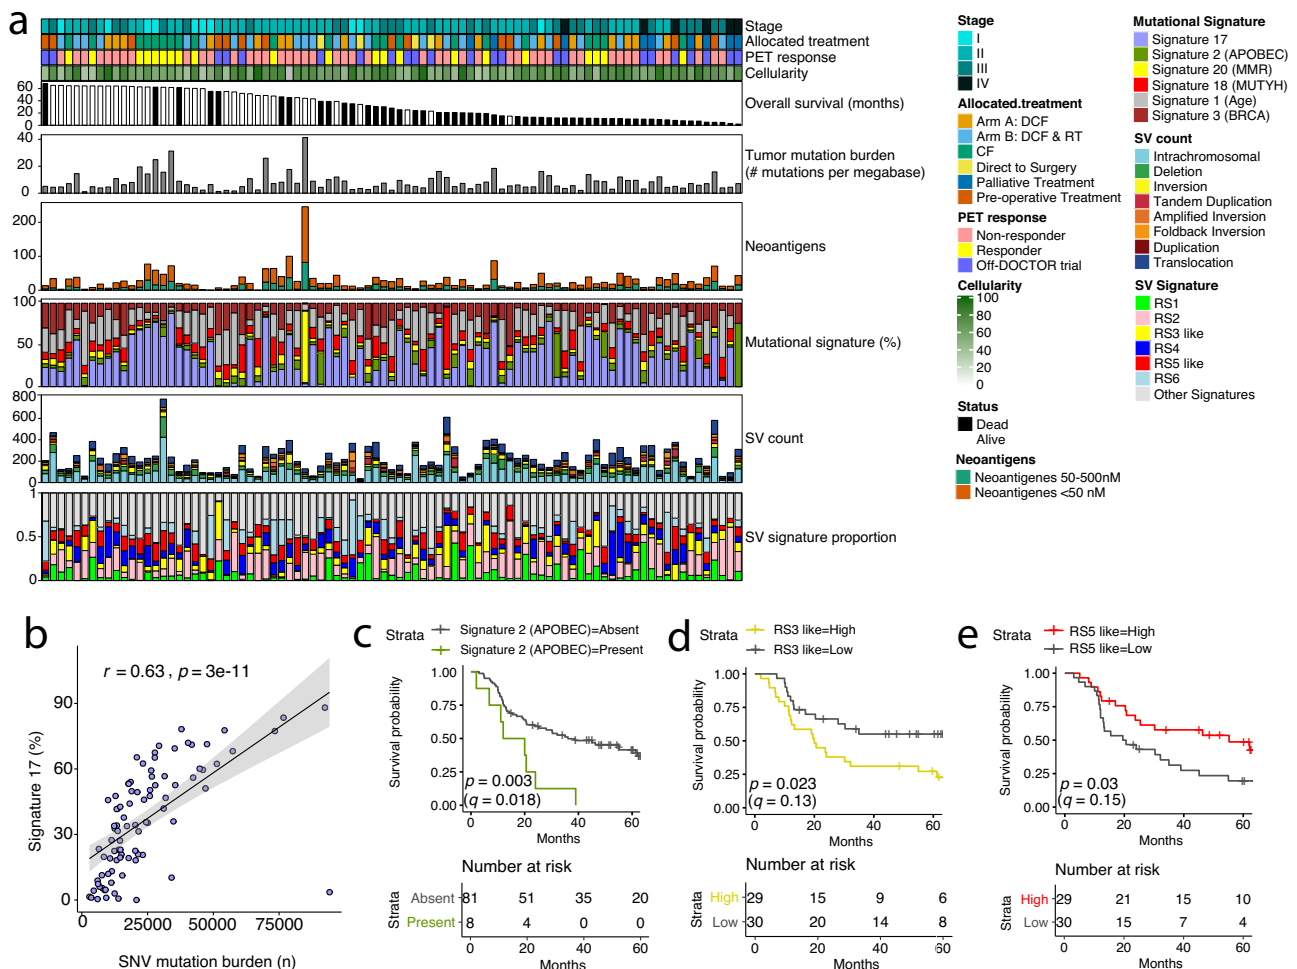 a
Stage
Allocated treatment
PET response
Cellularity
60
40
20
0
Overall survival (months)
40
20
0
Tumor mutation burden
(# mutations per megabase)
200
100
0
Neoantigens
100
50
0
Mutational signature (%)
800
600
400
200
0
SV count
1
0.5
0
SV signature proportion
Stage
I
II
III
IV
Allocated.treatment
Arm A: DCF
Arm B: DCF & RT
CF
Direct to Surgery
Palliative Treatment
Pre-operative Treatment
PET response
Non-responder
Responder
Off-DOCTOR trial
Cellularity
100
80
60
40
20
0
Status
Dead
Alive
Neoantigens
Neoantigenes 50-500nM
Neoantigenes <50 nM
Mutational Signature
Signature 17
Signature 2 (APOBEC)
Signature 20 (MMR)
Signature 18 (MUTYH)
Signature 1 (Age)
Signature 3 (BRCA)
SV count
Intrachromosomal
Deletion
Inversion
Tandem Duplication
Amplified Inversion
Foldback Inversion
Duplication
Translocation
SV Signature
RS1
RS2
RS3 like
RS4
RS5 like
RS6
Other Signatures
b
r = 0.63 , p = 3e-11
Signature 17 (%)
90
60
30
0
0 25000 50000 75000
SNV mutation burden (n)
c
Strata
Signature 2 (APOBEC)=Absent
Signature 2 (APOBEC)=Present
Survival probability
1.00
0.75
0.50
0.25
0.00
p = 0.003
(q = 0.018)
0 20 40 60
Months
Number at risk
Strata
Absent 81 51 35 20
Present 8 4 0 0
0 20 40 60
Months
d
Strata
RS3 like=High
RS3 like=Low
Survival probability
1.00
0.75
0.50
0.25
0.00
p = 0.023
(q = 0.13)
0 20 40 60
Months
Number at risk
Strata
High 29 15 9 6
Low 30 20 14 8
0 20 40 60
Months
e
Strata
RS5 like=High
RS5 like=Low
Survival probability
1.00
0.75
0.50
0.25
0.00
p = 0.03
(q = 0.15)
0 20 40 60
Months
Number at risk
Strata
High 29 21 15 10
Low 30 15 7 4
0 20 40 60
Months